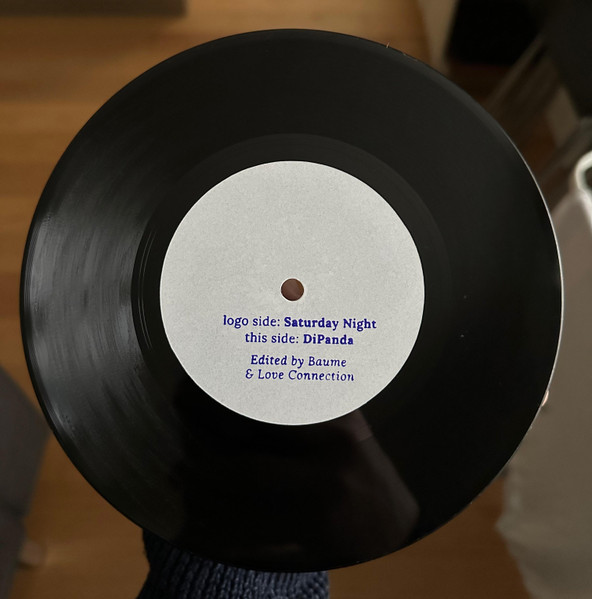 logo side: Saturday Night
this side: DiPanda
Edited by Baume
& Love Connection